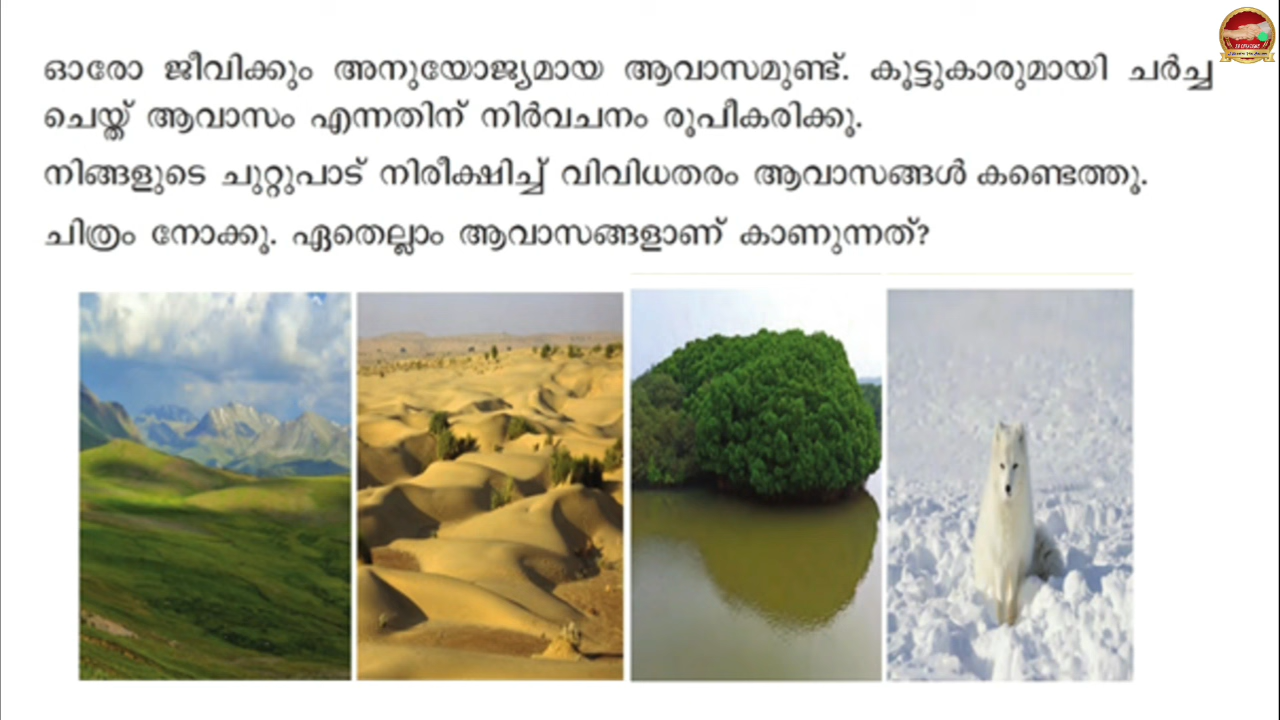 ഓരോ ജീവിക്കും അനുയോജ്യമായ ആവാസമുണ്ട്. കൂട്ടുകാരുമായി ചർച്ച
ചെയ്ത് ആവാസം എന്നതിന് നിർവചനം രൂപീകരിക്കൂ.
നിങ്ങളുടെ ചുറ്റുപാട് നിരീക്ഷിച്ച് വിവിധതരം ആവാസങ്ങൾ കണ്ടെത്തൂ.
ചിത്രം നോക്കൂ. ഏതെല്ലാം ആവാസങ്ങളാണ് കാണുന്നത്?